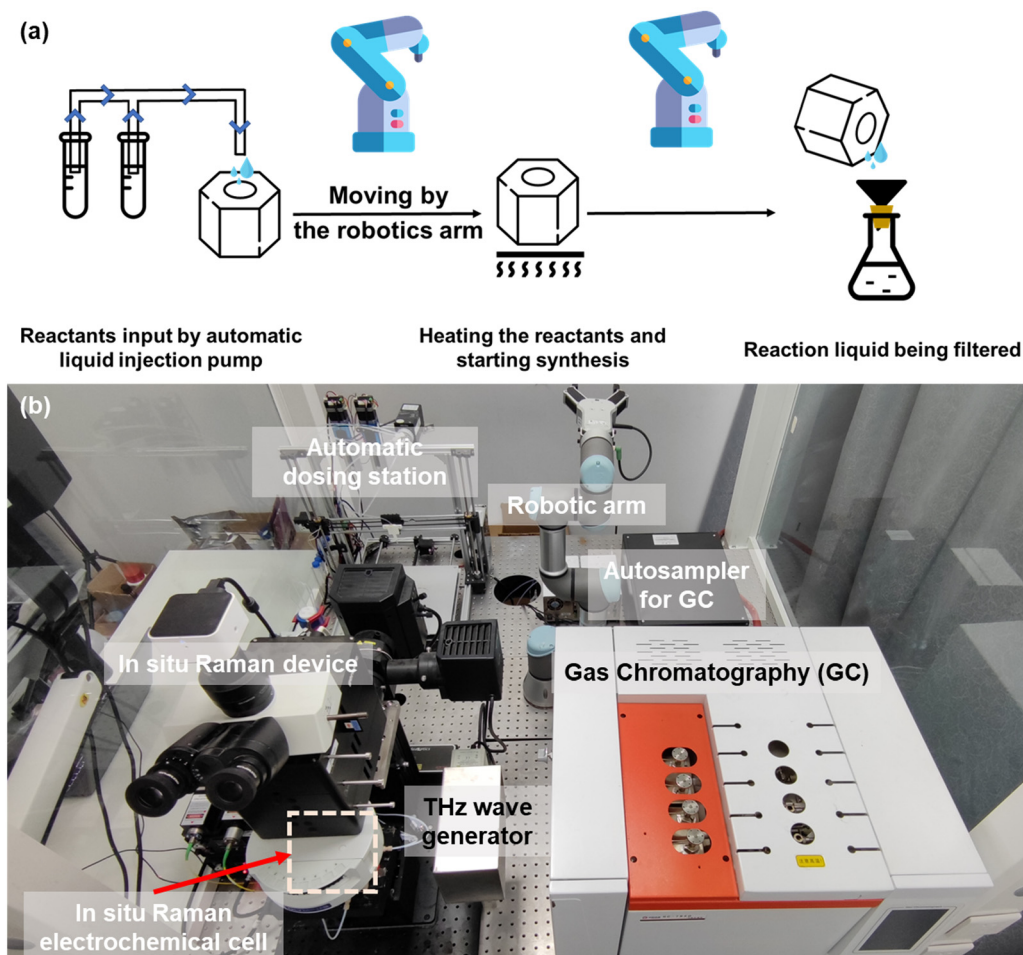 (a)
Moving by
the robotics arm
Reactants input by automatic
liquid injection pump
Heating the reactants and
starting synthesis
Reaction liquid being filtered
(b)
Automatic
dosing station
Robotic arm
Autosampler
for GC
In situ Raman device
Gas Chromatography (GC)
THz wave
generator
In situ Raman
electrochemical cell